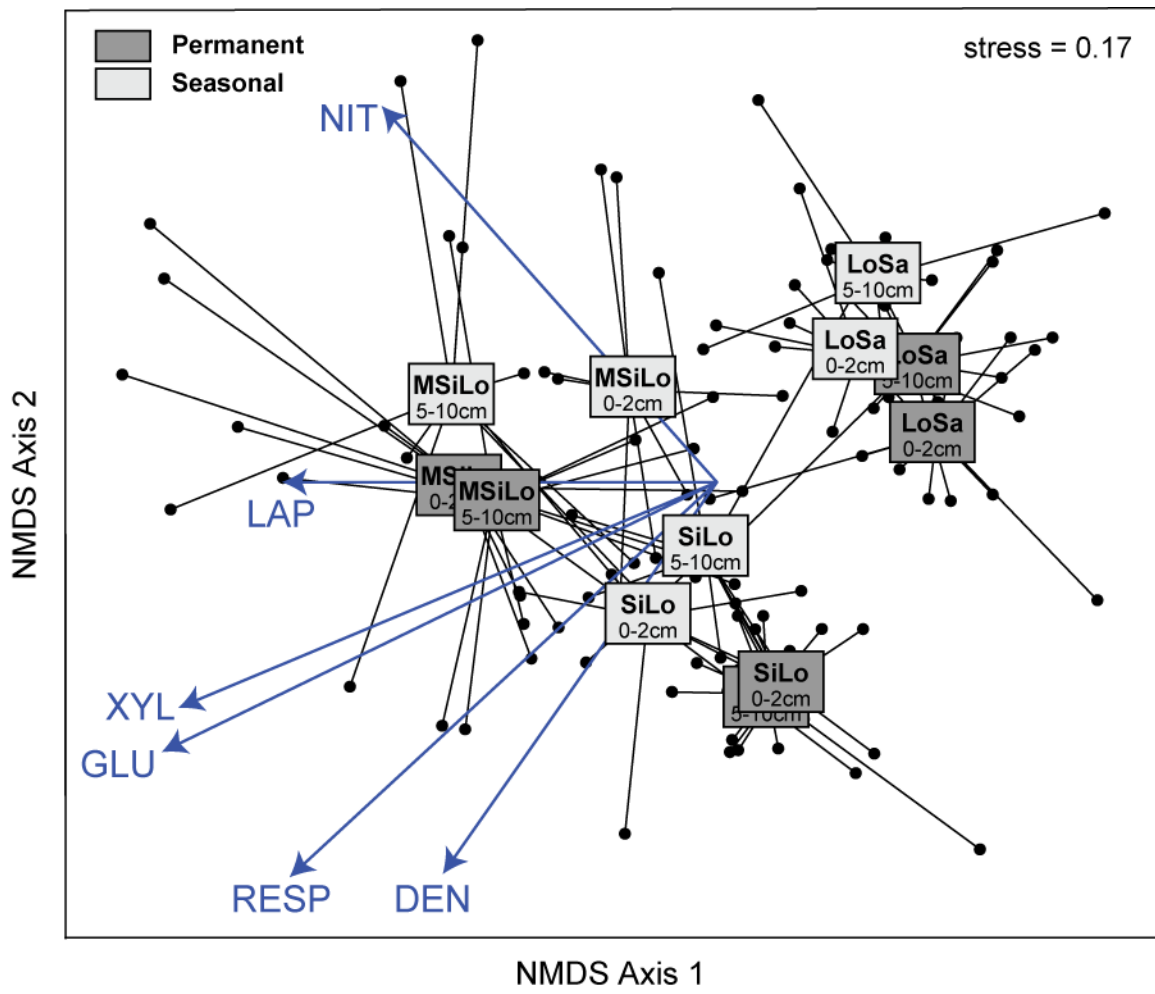 Permanent
Seasonal
stress = 0.17
NIT
LoSa
5-10cm
LoSa
0-2cm
LoSa
5-10cm
MSiLo
5-10cm
MSiLo
0-2cm
LoSa
0-2cm
MSiLo
5-10cm
LAP
SiLo
5-10cm
SiLo
0-2cm
SiLo
0-2cm
5-10cm
XYL
GLU
RESP
DEN
NMDS Axis 2
NMDS Axis 1